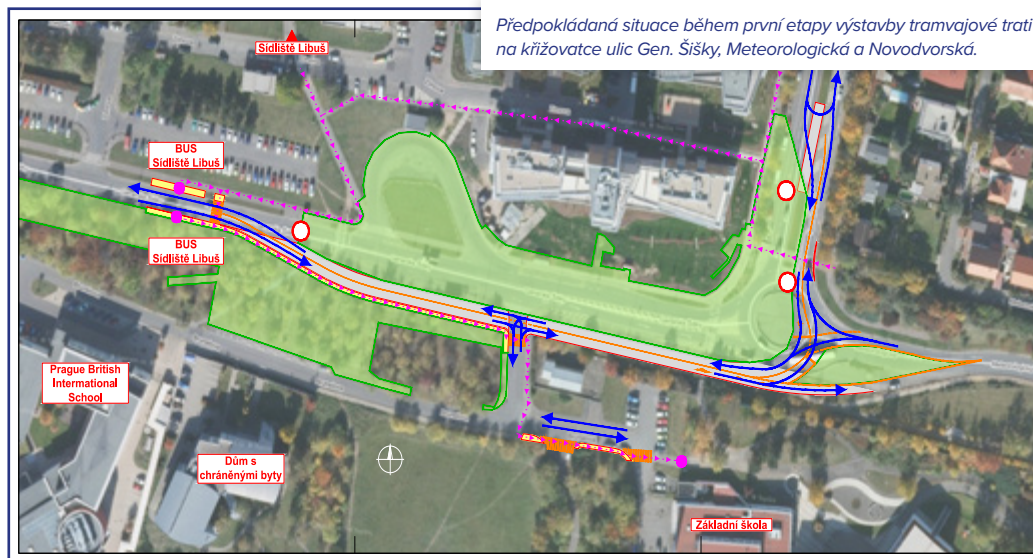 Předpokládaná situace během první etapy výstavby tramvajové trati
na křižovatce ulic Gen. Šišky, Meteorologická a Novodvorská.
Sídliště Libuš
BUS
Sídliště Libuš
BUS
Sídliště Libuš
Prague British
International
School
Dům s
chráněnými byty
Základní škola